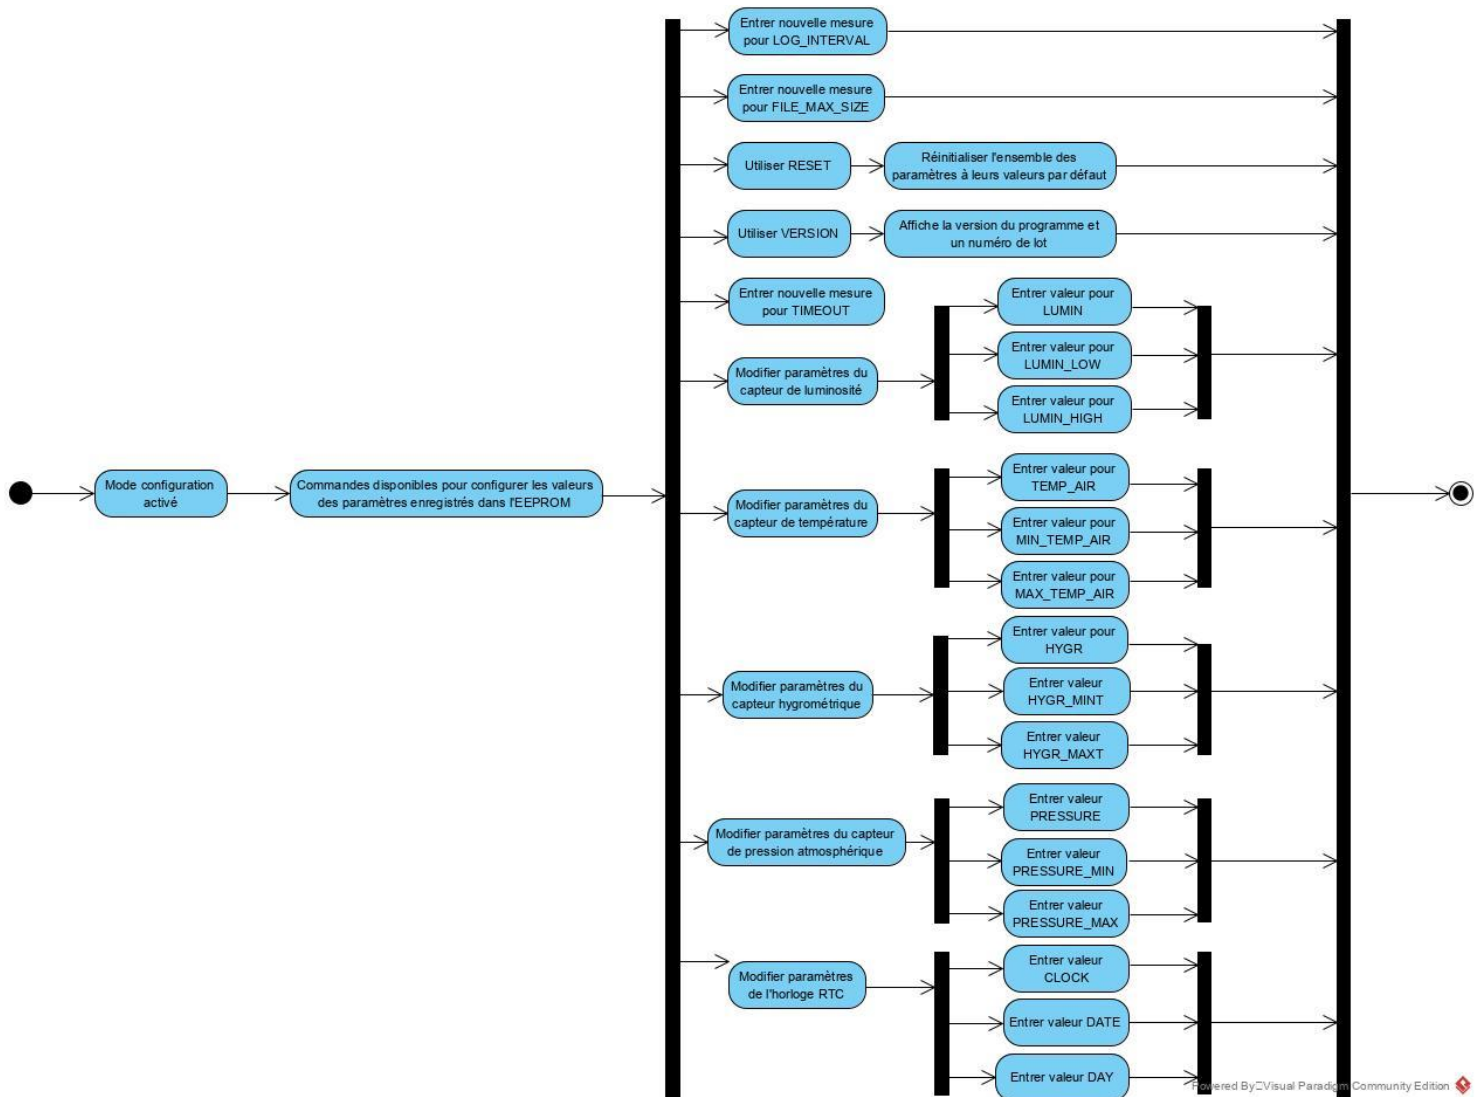 Entrer nouvelle mesure
pour LOG_INTERVAL
Entrer nouvelle mesure
pour FILE_MAX_SIZE
Utiliser RESET
Réinitialiser l'ensemble des
paramètres à leurs valeurs par défaut
Utiliser VERSION
Affiche la version du programme et
un numéro de lot
Entrer nouvelle mesure
pour TIMEOUT
Modifier paramètres du
capteur de luminosité
Entrer valeur pour
LUMIN
Entrer valeur pour
LUMIN_LOW
Entrer valeur pour
LUMIN_HIGH
Mode configuration
activé
Commandes disponibles pour configurer les valeurs
des paramètres enregistrés dans l'EEPROM
Modifier paramètres du
capteur de température
Entrer valeur pour
TEMP_AIR
Entrer valeur pour
MIN_TEMP_AIR
Entrer valeur pour
MAX_TEMP_AIR
Modifier paramètres du
capteur hygrométrique
Entrer valeur pour
HYGR
Entrer valeur
HYGR_MINT
Entrer valeur
HYGR_MAXT
Modifier paramètres du capteur
de pression atmosphérique
Entrer valeur
PRESSURE
Entrer valeur
PRESSURE_MIN
Entrer valeur
PRESSURE_MAX
Modifier paramètres
de l'horloge RTC
Entrer valeur
CLOCK
Entrer valeur DATE
Entrer valeur DAY
Powered By Visual Paradigm Community Edition